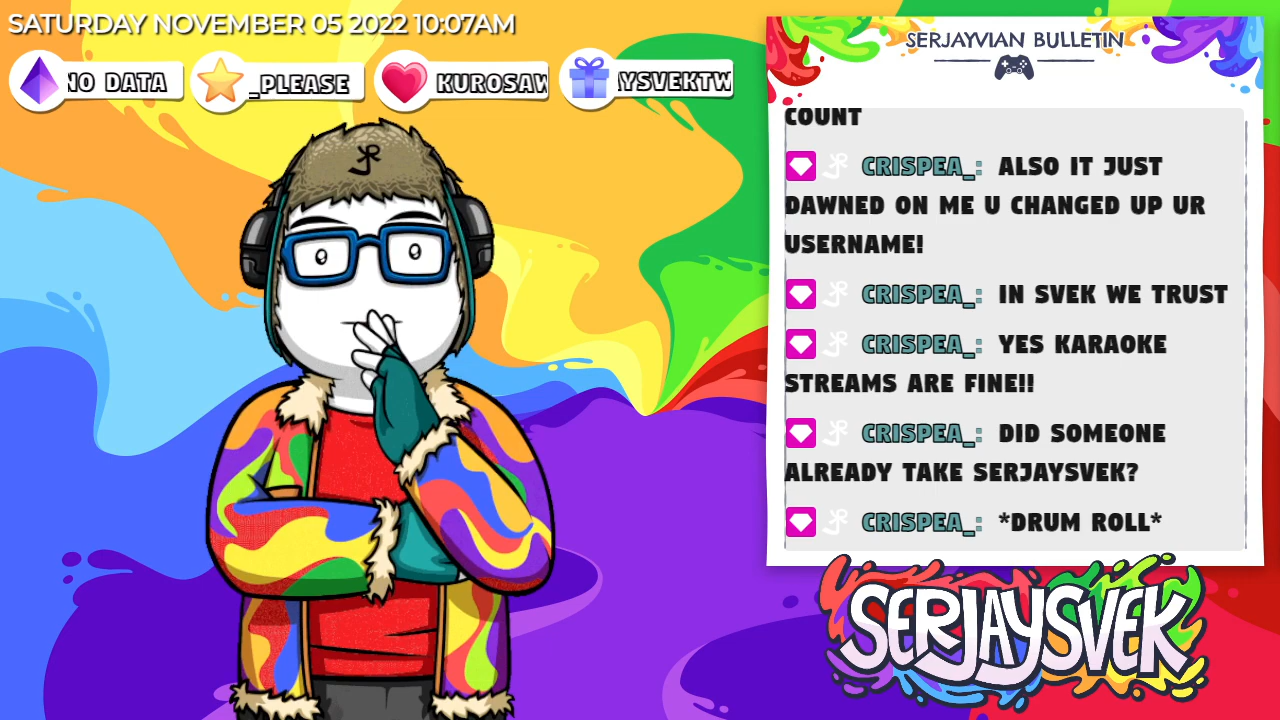 SATURDAY NOVEMBER 05 2022 10:07AM
NO DATA
_PLEASE
KUROSAW
AYSVEKTW
SERJAYVIAN BULLETIN
COUNT
CRISPEA_: ALSO IT JUST
DAWNED ON ME U CHANGED UP UR
USERNAME!
CRISPEA_: IN SVEK WE TRUST
CRISPEA_: YES KARAOKE
STREAMS ARE FINE!!
CRISPEA_: DID SOMEONE
ALREADY TAKE SERJAYSVEK?
CRISPEA_: *DRUM ROLL*
SERJAYSVEK